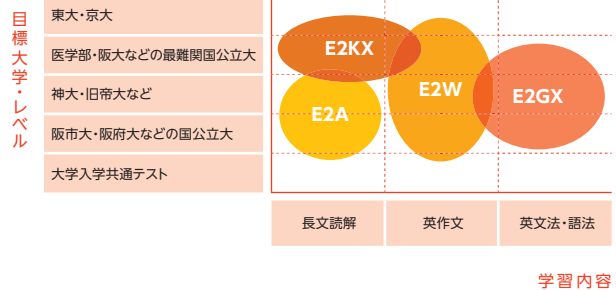 目標大学・レベル
東大・京大
医学部・阪大などの最難関国公立大
神大・旧帝大など
阪市大・阪府大などの国公立大
大学入学共通テスト
E2KX
E2W
E2GX
E2A
長文読解
英作文
英文法・語法
学習内容